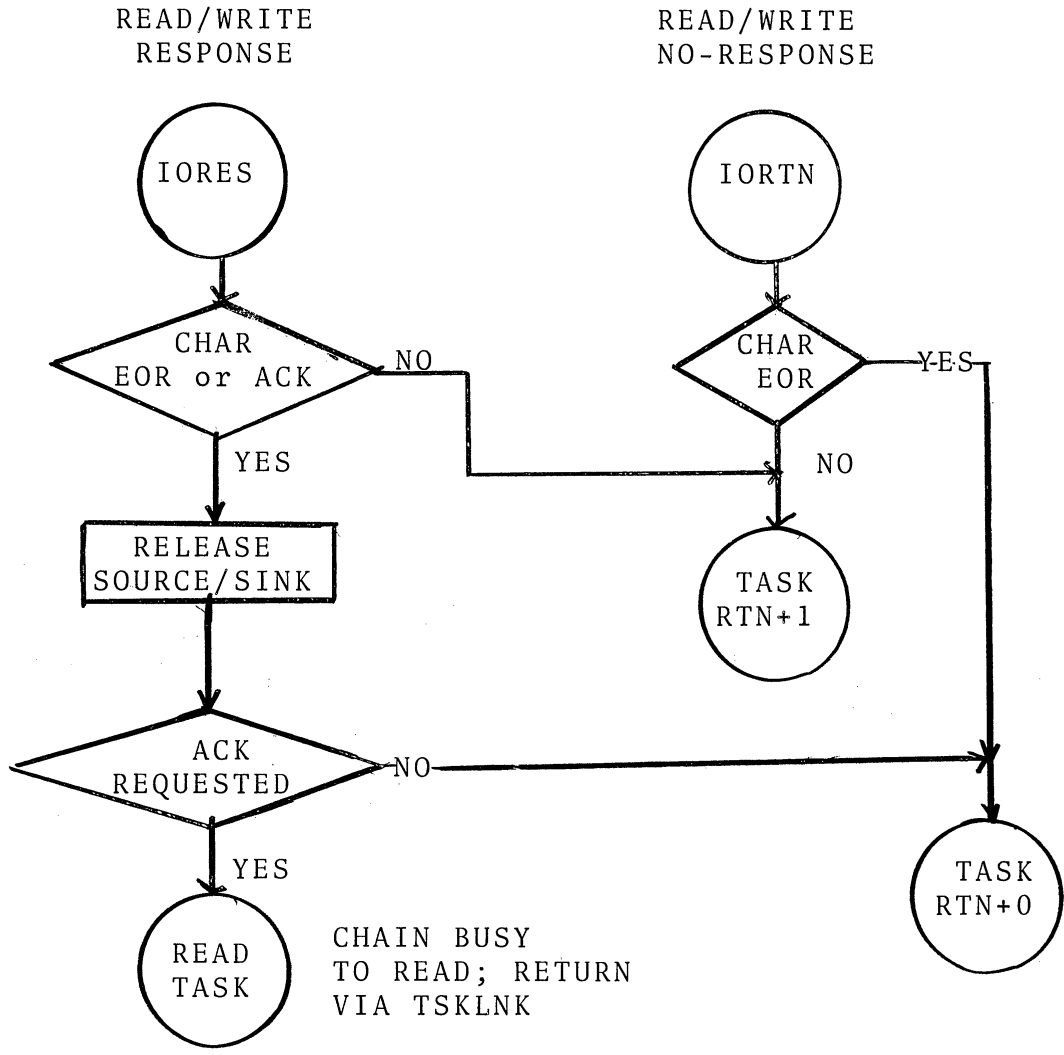 READ/WRITE
RESPONSE
READ/WRITE
NO-RESPONSE
IORES
IORTN
CHAR
EOR or ACK
NO
CHAR
EOR
YES
YES
NO
RELEASE
SOURCE/SINK
TASK
RTN+1
ACK
REQUESTED
NO
YES
TASK
RTN+0
READ
TASK
CHAIN BUSY
TO READ; RETURN
VIA TSKLNK